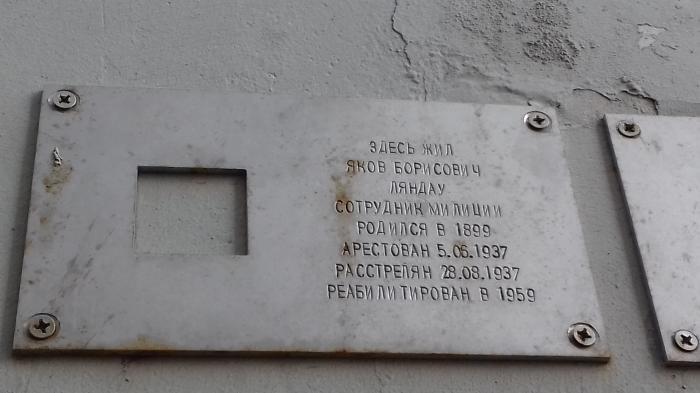 ЗДЕСЬ ЖИЛ
ЯКОВ БОРИСОВИЧ
ЛЯНДАУ
СОТРУДНИК МИЛИЦИИ
РОДИЛСЯ В 1899
АРЕСТОВАН 5.06.1937
РАССТРЕЛЯН 28.08.1937
РЕАБИЛИТИРОВАН В 1959